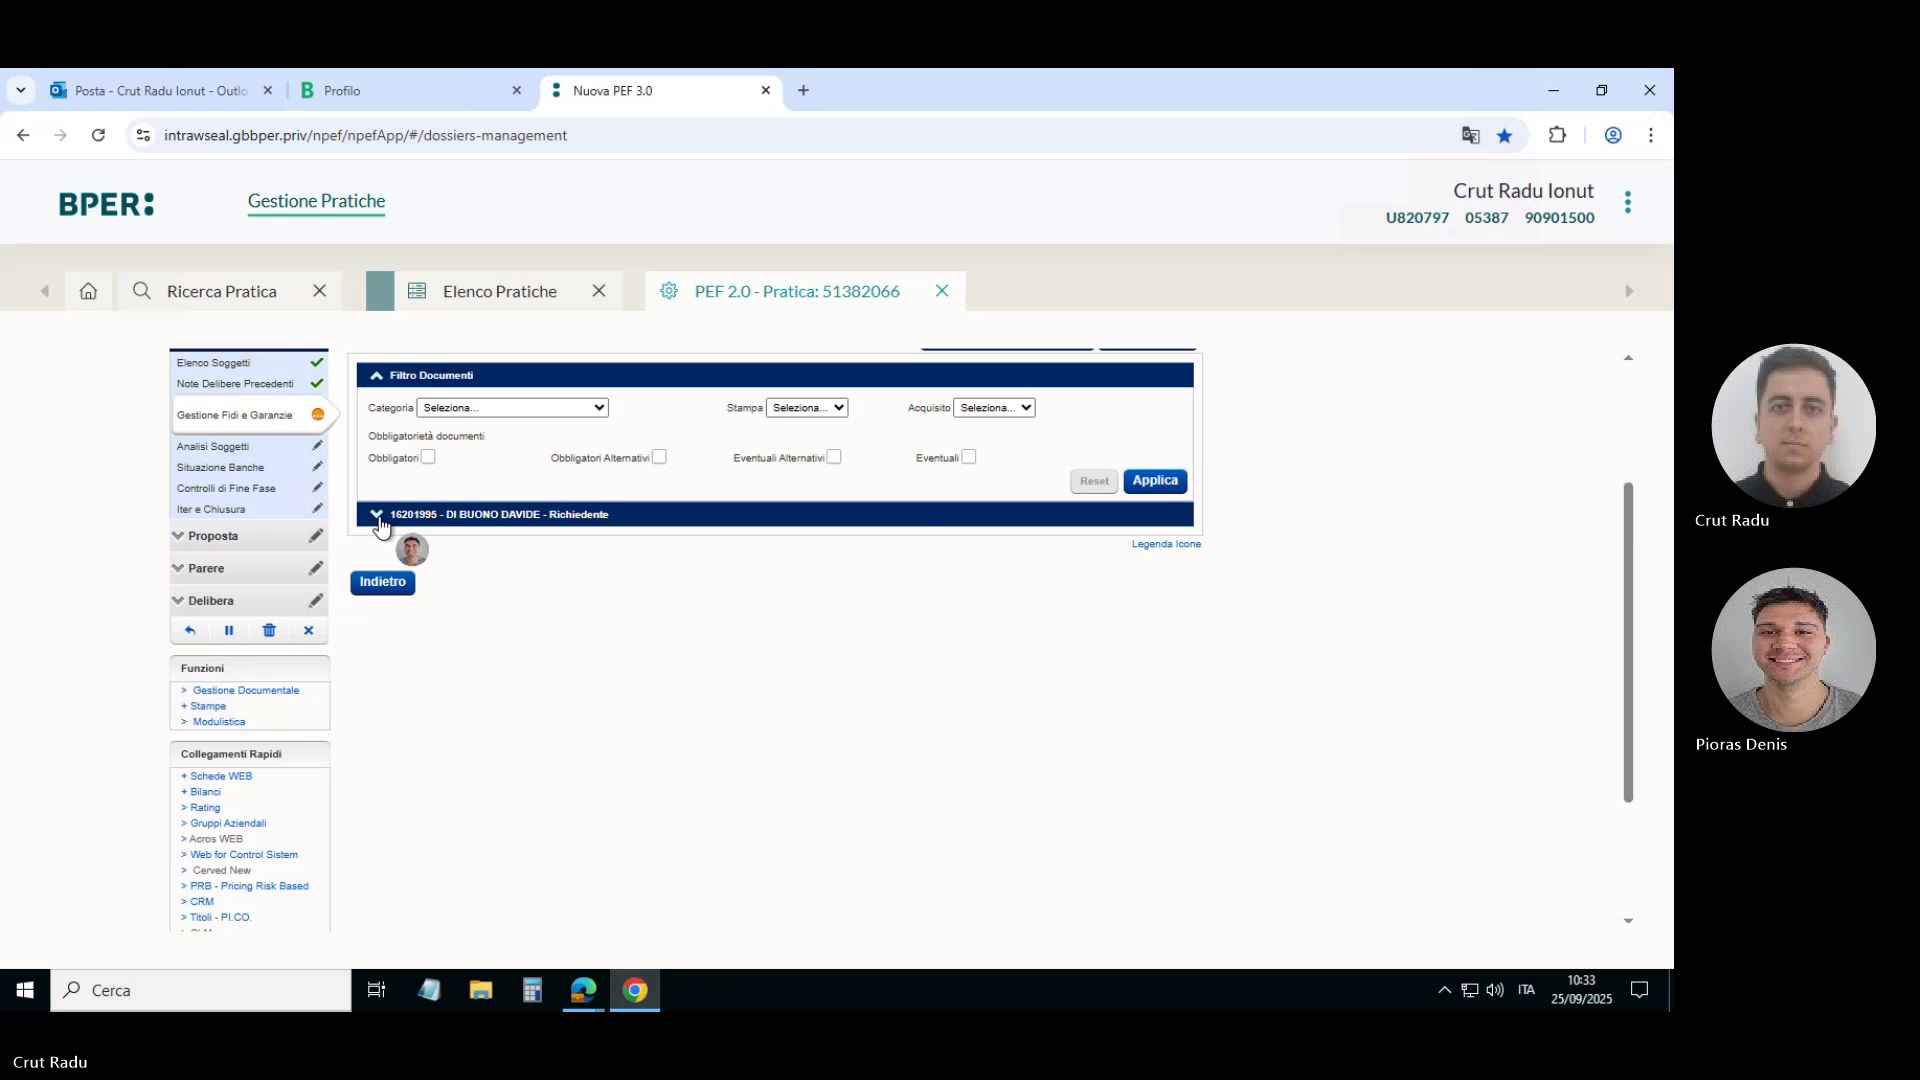 Posta - Crut Radu Ionut - Outlo
Profilo
Nuova PEF 3.0
intrawseal.gbbper.priv/npef/npefApp/#/dossiers-management
BPER:
Gestione Pratiche
Crut Radu Ionut
U820797 05387 90901500
Ricerca Pratica
Elenco Pratiche
PEF 2.0 - Pratica: 51382066
Elenco Soggetti
Note Delibere Precedenti
Gestione Fidi e Garanzie
Analisi Soggetti
Situazione Banche
Controlli di Fine Fase
Iter e Chiusura
Proposta
Parere
Delibera
Funzioni
> Gestione Documentale
+ Stampe
> Modulistica
Collegamenti Rapidi
+ Schede WEB
+ Bilanci
> Rating
> Gruppi Aziendali
> Acros WEB
> Web for Control Sistem
> Cerved New
> PRB - Pricing Risk Based
> CRM
> Titoli - PI.CO.
Filtro Documenti
Categoria Seleziona... Stampa Seleziona... Acquisito Seleziona...
Obbligatorietà documenti
Obbligatori Obbligatori Alternativi Eventuali Alternativi Eventuali
Reset Applica
16201995 - DI BUONO DAVIDE - Richiedente
Legenda Icone
Indietro
Crut Radu
Pioras Denis
Cerca
ITA
10:33
25/09/2025
Crut Radu